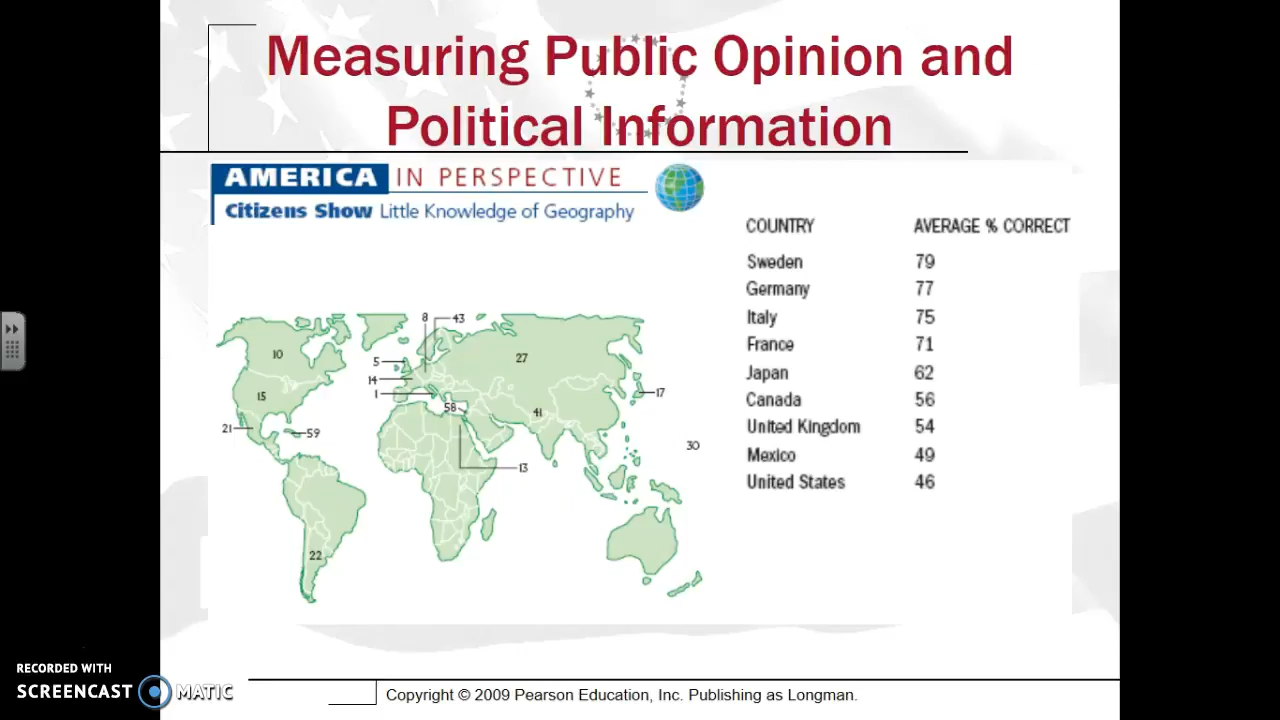 Measuring Public Opinion and
Political Information
AMERICA IN PERSPECTIVE
Citizens Show Little Knowledge of Geography
COUNTRY AVERAGE % CORRECT
Sweden 79
Germany 77
Italy 75
France 71
Japan 62
Canada 56
United Kingdom 54
Mexico 49
United States 46
8 43
10 5 27
14
15 1 17
58 41
21 59
30
13
22
RECORDED WITH
SCREENCAST MATIC
Copyright © 2009 Pearson Education, Inc. Publishing as Longman.